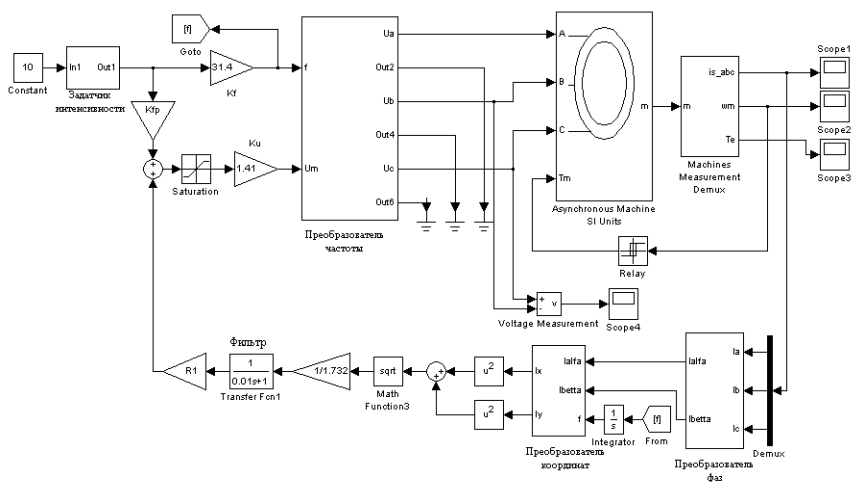 [f]
Goto
10
Constant
In1 Out1
Задатчик
интенсивности
31.4
Kf
Kfp
Saturation
Ku
1.41
f
Um
Ua
Out2
Ub
Out4
Uc
Out6
Преобразователь
частоты
A
B
C
Tm
m
Asynchronous Machine
SI Units
m
is_abc
wm
Te
Machines
Measurement
Demux
Scope1
Scope2
Scope3
Relay
+
-
v
Voltage Measurement
Scope4
Фильтр
R1
1
0.01s+1
Transfer Fcn1
1/1.732
sqrt
Math
Function3
u2
u2
Ix
Iy
Ialfa
Ibetta
f
Преобразователь
координат
1
s
Integrator
[f]
From
Ialfa
Ibetta
Ia
Ib
Ic
Преобразователь
фаз
Demux